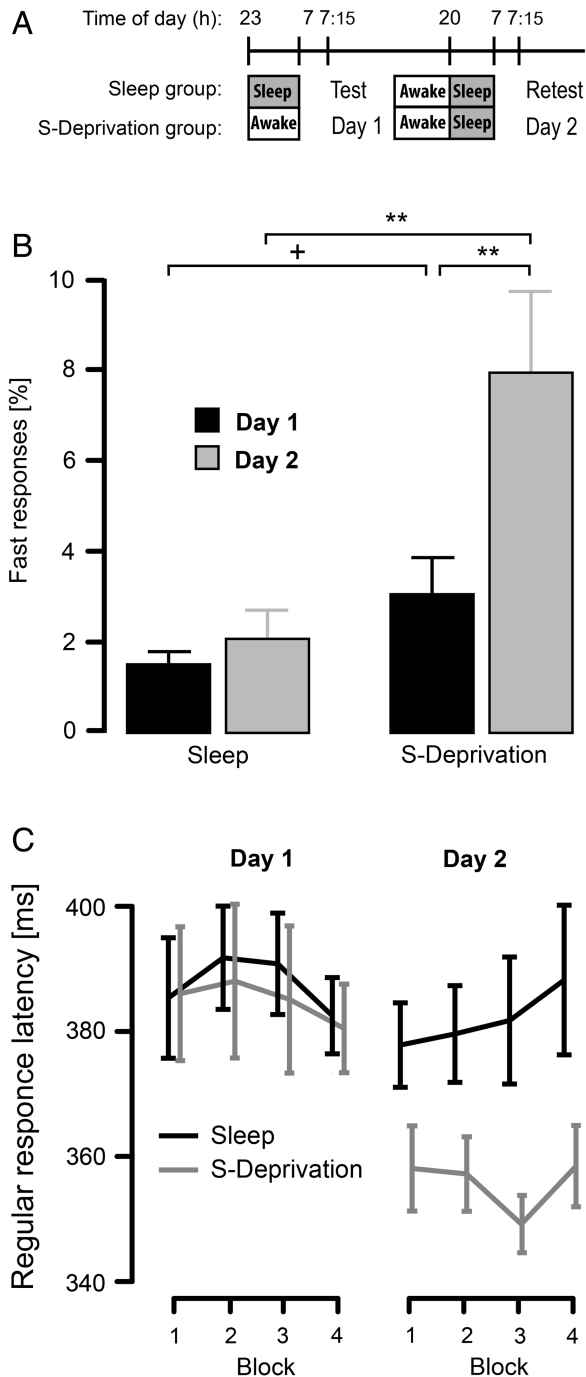 A
Time of day (h): 23 7 7:15 20 7 7:15
Sleep group: Sleep Test Awake Sleep Retest
S-Deprivation group: Awake Day 1 Awake Sleep Day 2
B
**
+ **
10
8
6
4
2
0
Fast responses [%]
Day 1
Day 2
Sleep S-Deprivation
C
Day 1 Day 2
400
380
360
340
Regular responce latency [ms]
Sleep
S-Deprivation
1 2 3 4 1 2 3 4
Block Block